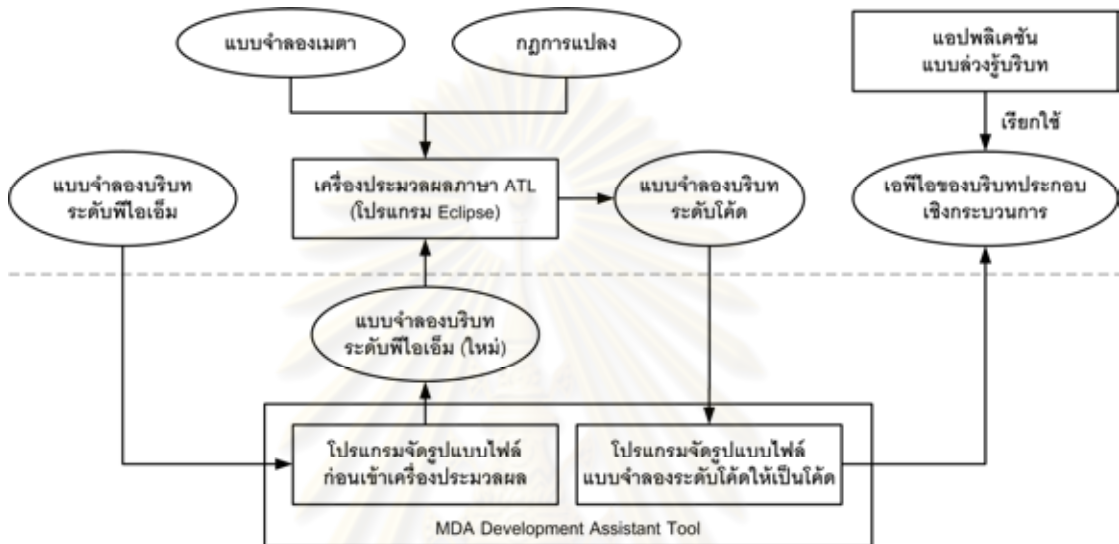 แบบจำลองเมตา
กฎการแปลง
แอปพลิเคชัน
แบบล่วงรู้บริบท
เรียกใช้
แบบจำลองบริบท
ระดับพีไอเอ็ม
เครื่องประมวลผลภาษา ATL
(โปรแกรม Eclipse)
แบบจำลองบริบท
ระดับโค้ด
เอพีไอของบริบทประกอบ
เชิงกระบวนการ
แบบจำลองบริบท
ระดับพีไอเอ็ม (ใหม่)
โปรแกรมจัดรูปแบบไฟล์
ก่อนเข้าเครื่องประมวลผล
โปรแกรมจัดรูปแบบไฟล์
แบบจำลองระดับโค้ดให้เป็นโค้ด
MDA Development Assistant Tool